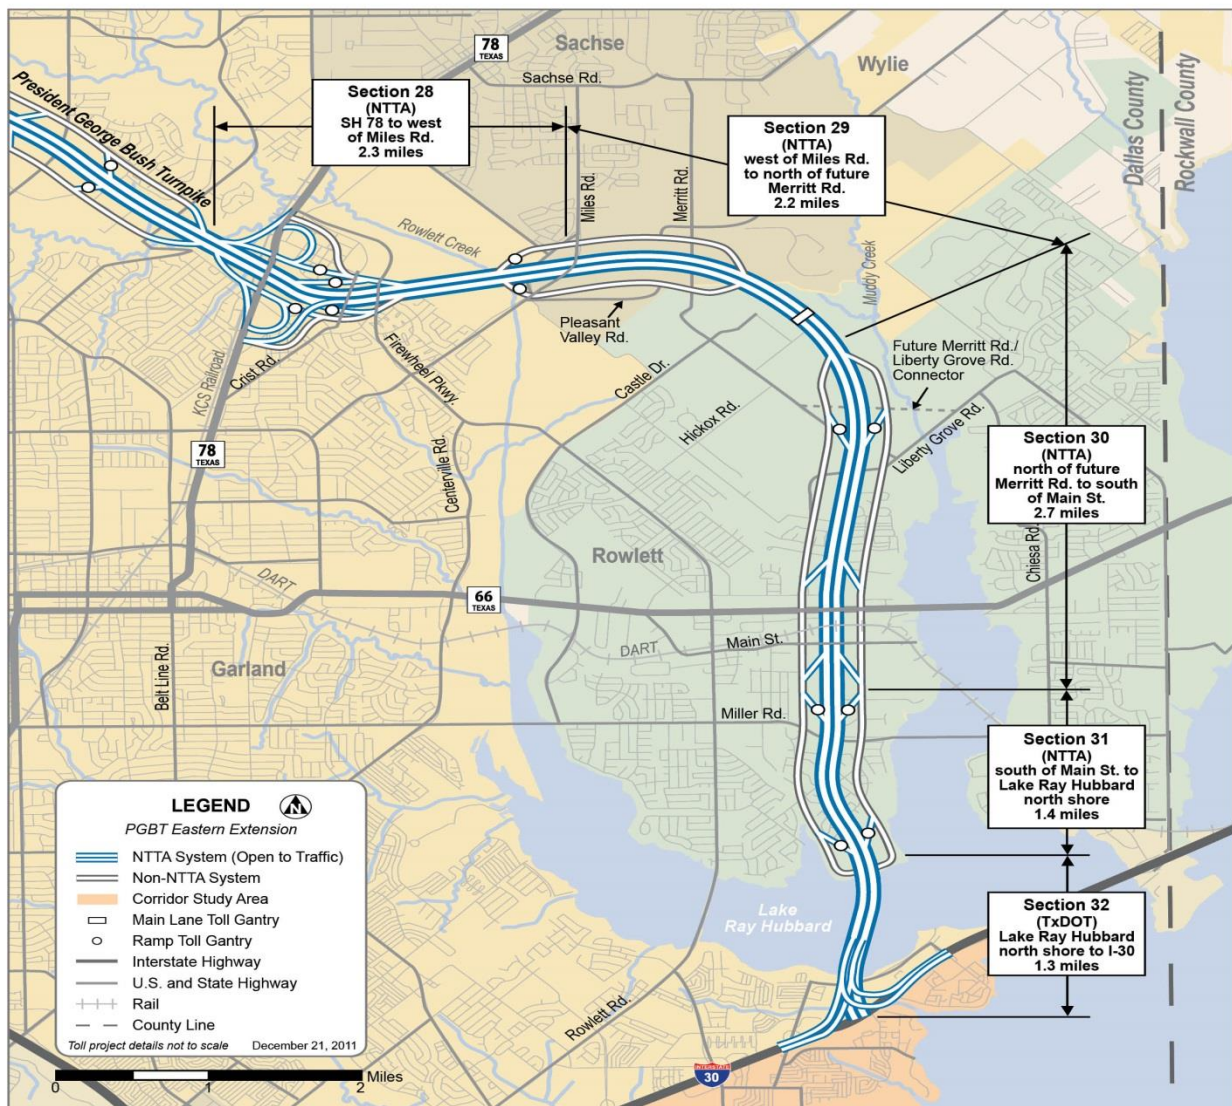 78
TEXAS
Sachse
Sachse Rd.
Wylie
Dallas County
Rockwall County
President George Bush Turnpike
Section 28
(NTTA)
SH 78 to west
of Miles Rd.
2.3 miles
Section 29
(NTTA)
west of Miles Rd.
to north of future
Merritt Rd.
2.2 miles
Miles Rd.
Merritt Rd.
Rowlett Creek
Muddy Creek
Pleasant
Valley Rd.
Future Merritt Rd./
Liberty Grove Rd.
Connector
KCS Railroad
Crist Rd.
Firewheel Pkwy.
Castle Dr.
Hickox Rd.
Liberty Grove Rd.
78
TEXAS
Centerville Rd.
Section 30
(NTTA)
north of future
Merritt Rd. to south
of Main St.
2.7 miles
Chiesa Rd.
Rowlett
DART
66
TEXAS
Main St.
DART
Garland
Belt Line Rd.
Miller Rd.
Section 31
(NTTA)
south of Main St. to
Lake Ray Hubbard
north shore
1.4 miles
Lake
Ray Hubbard
Section 32
(TxDOT)
Lake Ray Hubbard
north shore to I-30
1.3 miles
Rowlett Rd.
INTERSTATE
30
LEGEND
N
PGBT Eastern Extension
NTTA System (Open to Traffic)
Non-NTTA System
Corridor Study Area
Main Lane Toll Gantry
Ramp Toll Gantry
Interstate Highway
U.S. and State Highway
Rail
County Line
Toll project details not to scale December 21, 2011
0 1 2 Miles